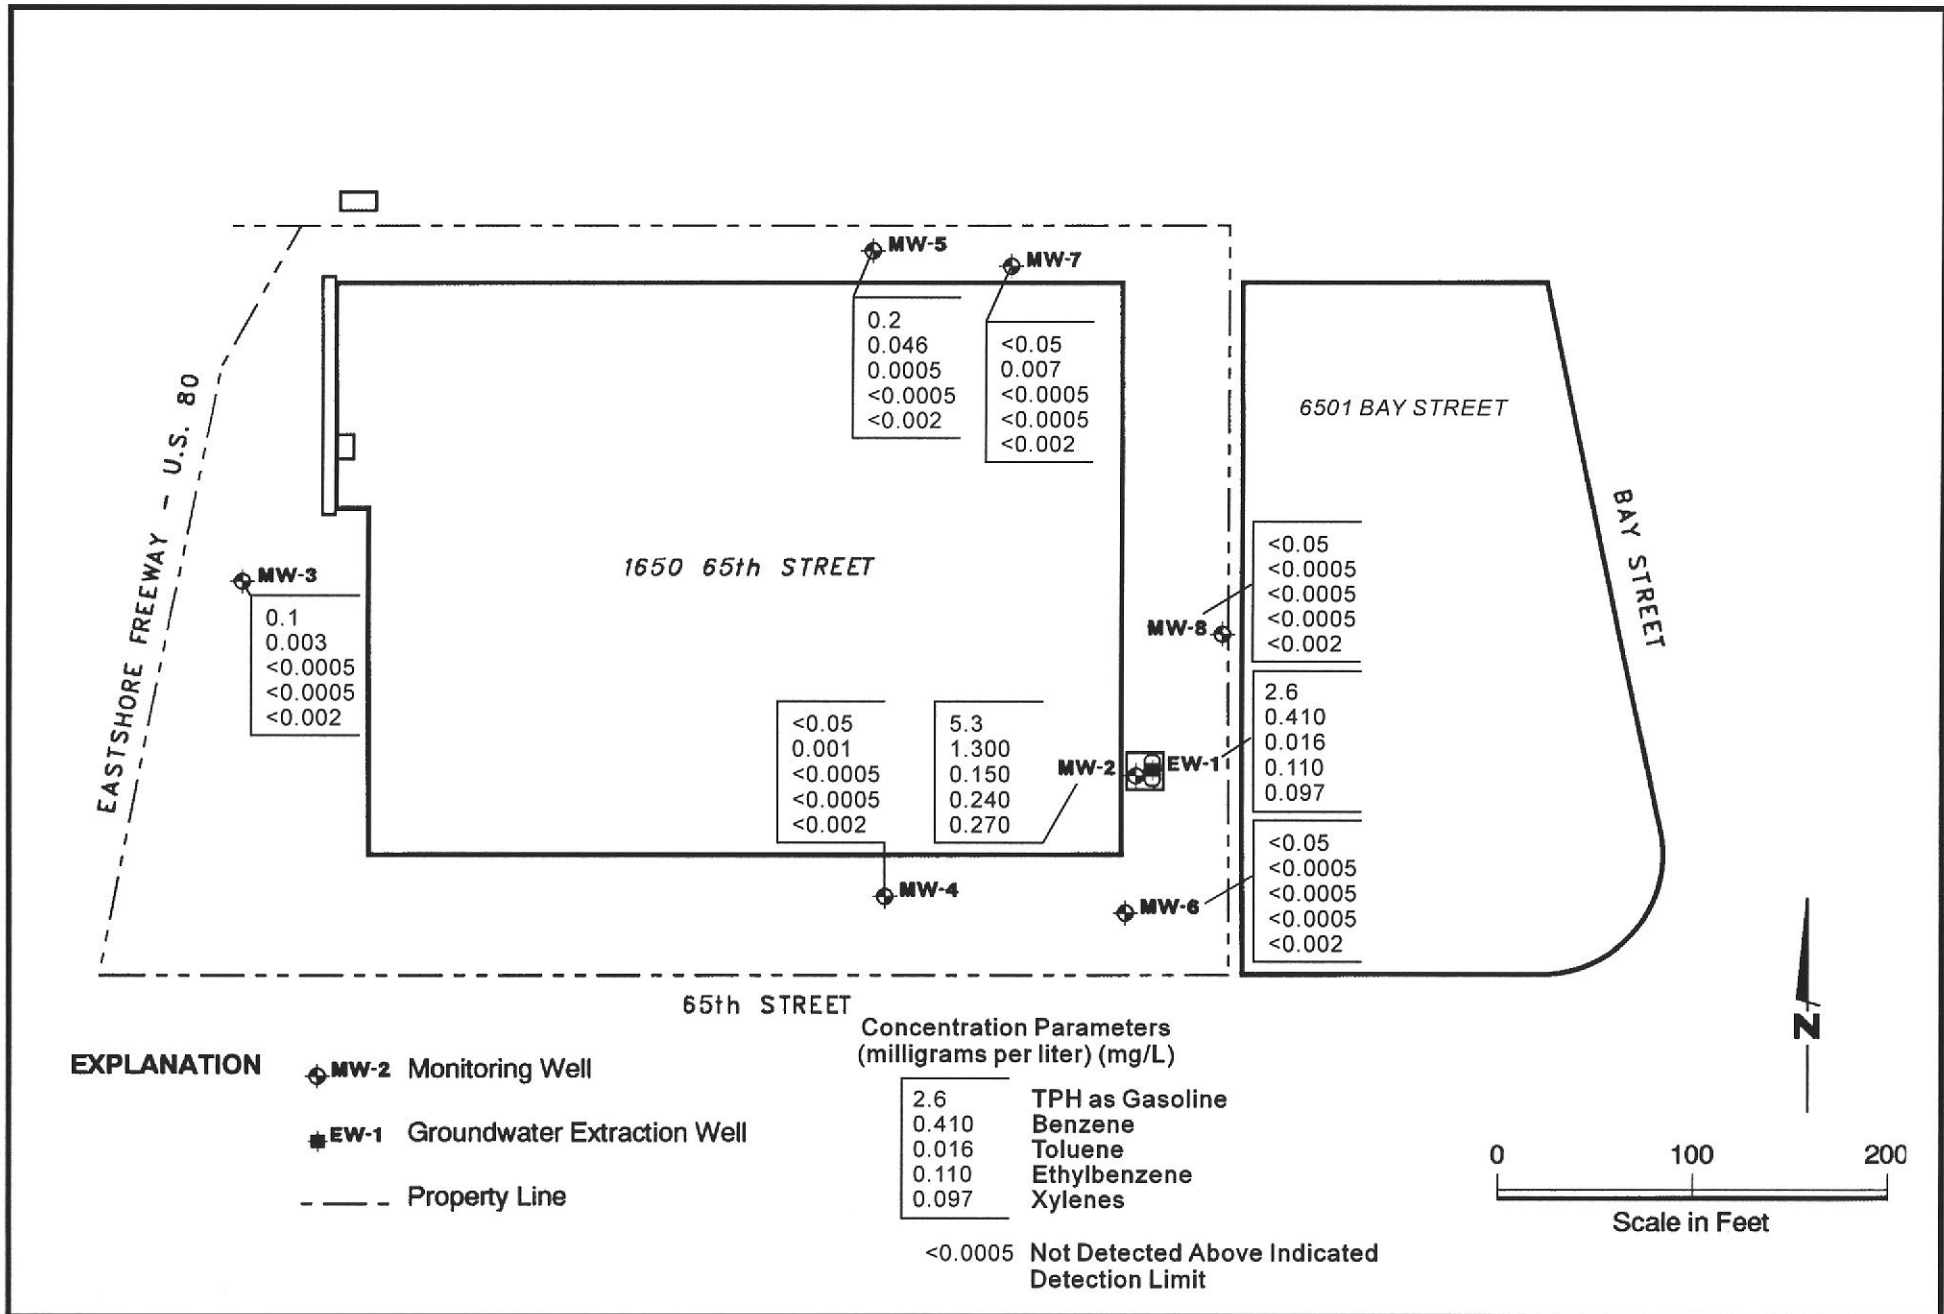 MW-5
MW-7
0.2
0.046
0.0005
<0.0005
<0.002
<0.05
0.007
<0.0005
<0.0005
<0.002
6501 BAY STREET
EASTSHORE FREEWAY - U.S. 80
BAY STREET
1650 65th STREET
MW-3
0.1
0.003
<0.0005
<0.0005
<0.002
<0.05
<0.0005
<0.0005
<0.0005
<0.002
MW-8
<0.05
0.001
<0.0005
<0.0005
<0.002
5.3
1.300
0.150
0.240
0.270
MW-2
EW-1
2.6
0.410
0.016
0.110
0.097
MW-4
MW-6
<0.05
<0.0005
<0.0005
<0.0005
<0.002
65th STREET
N
EXPLANATION
MW-2 Monitoring Well
EW-1 Groundwater Extraction Well
Property Line
Concentration Parameters
(milligrams per liter) (mg/L)
2.6 TPH as Gasoline
0.410 Benzene
0.016 Toluene
0.110 Ethylbenzene
0.097 Xylenes
<0.0005 Not Detected Above Indicated
Detection Limit
0 100 200
Scale in Feet